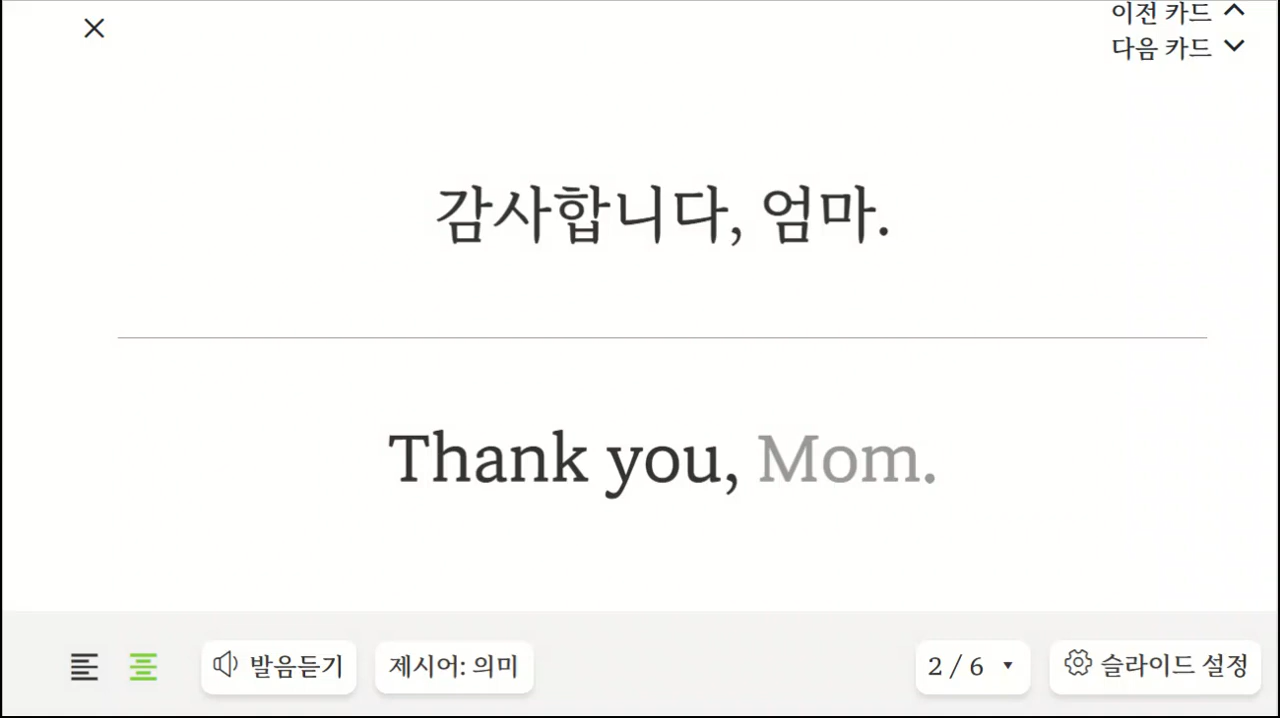 이전 카드
다음 카드
감사합니다, 엄마.
Thank you, Mom.
발음듣기
제시어: 의미
2 / 6
슬라이드 설정